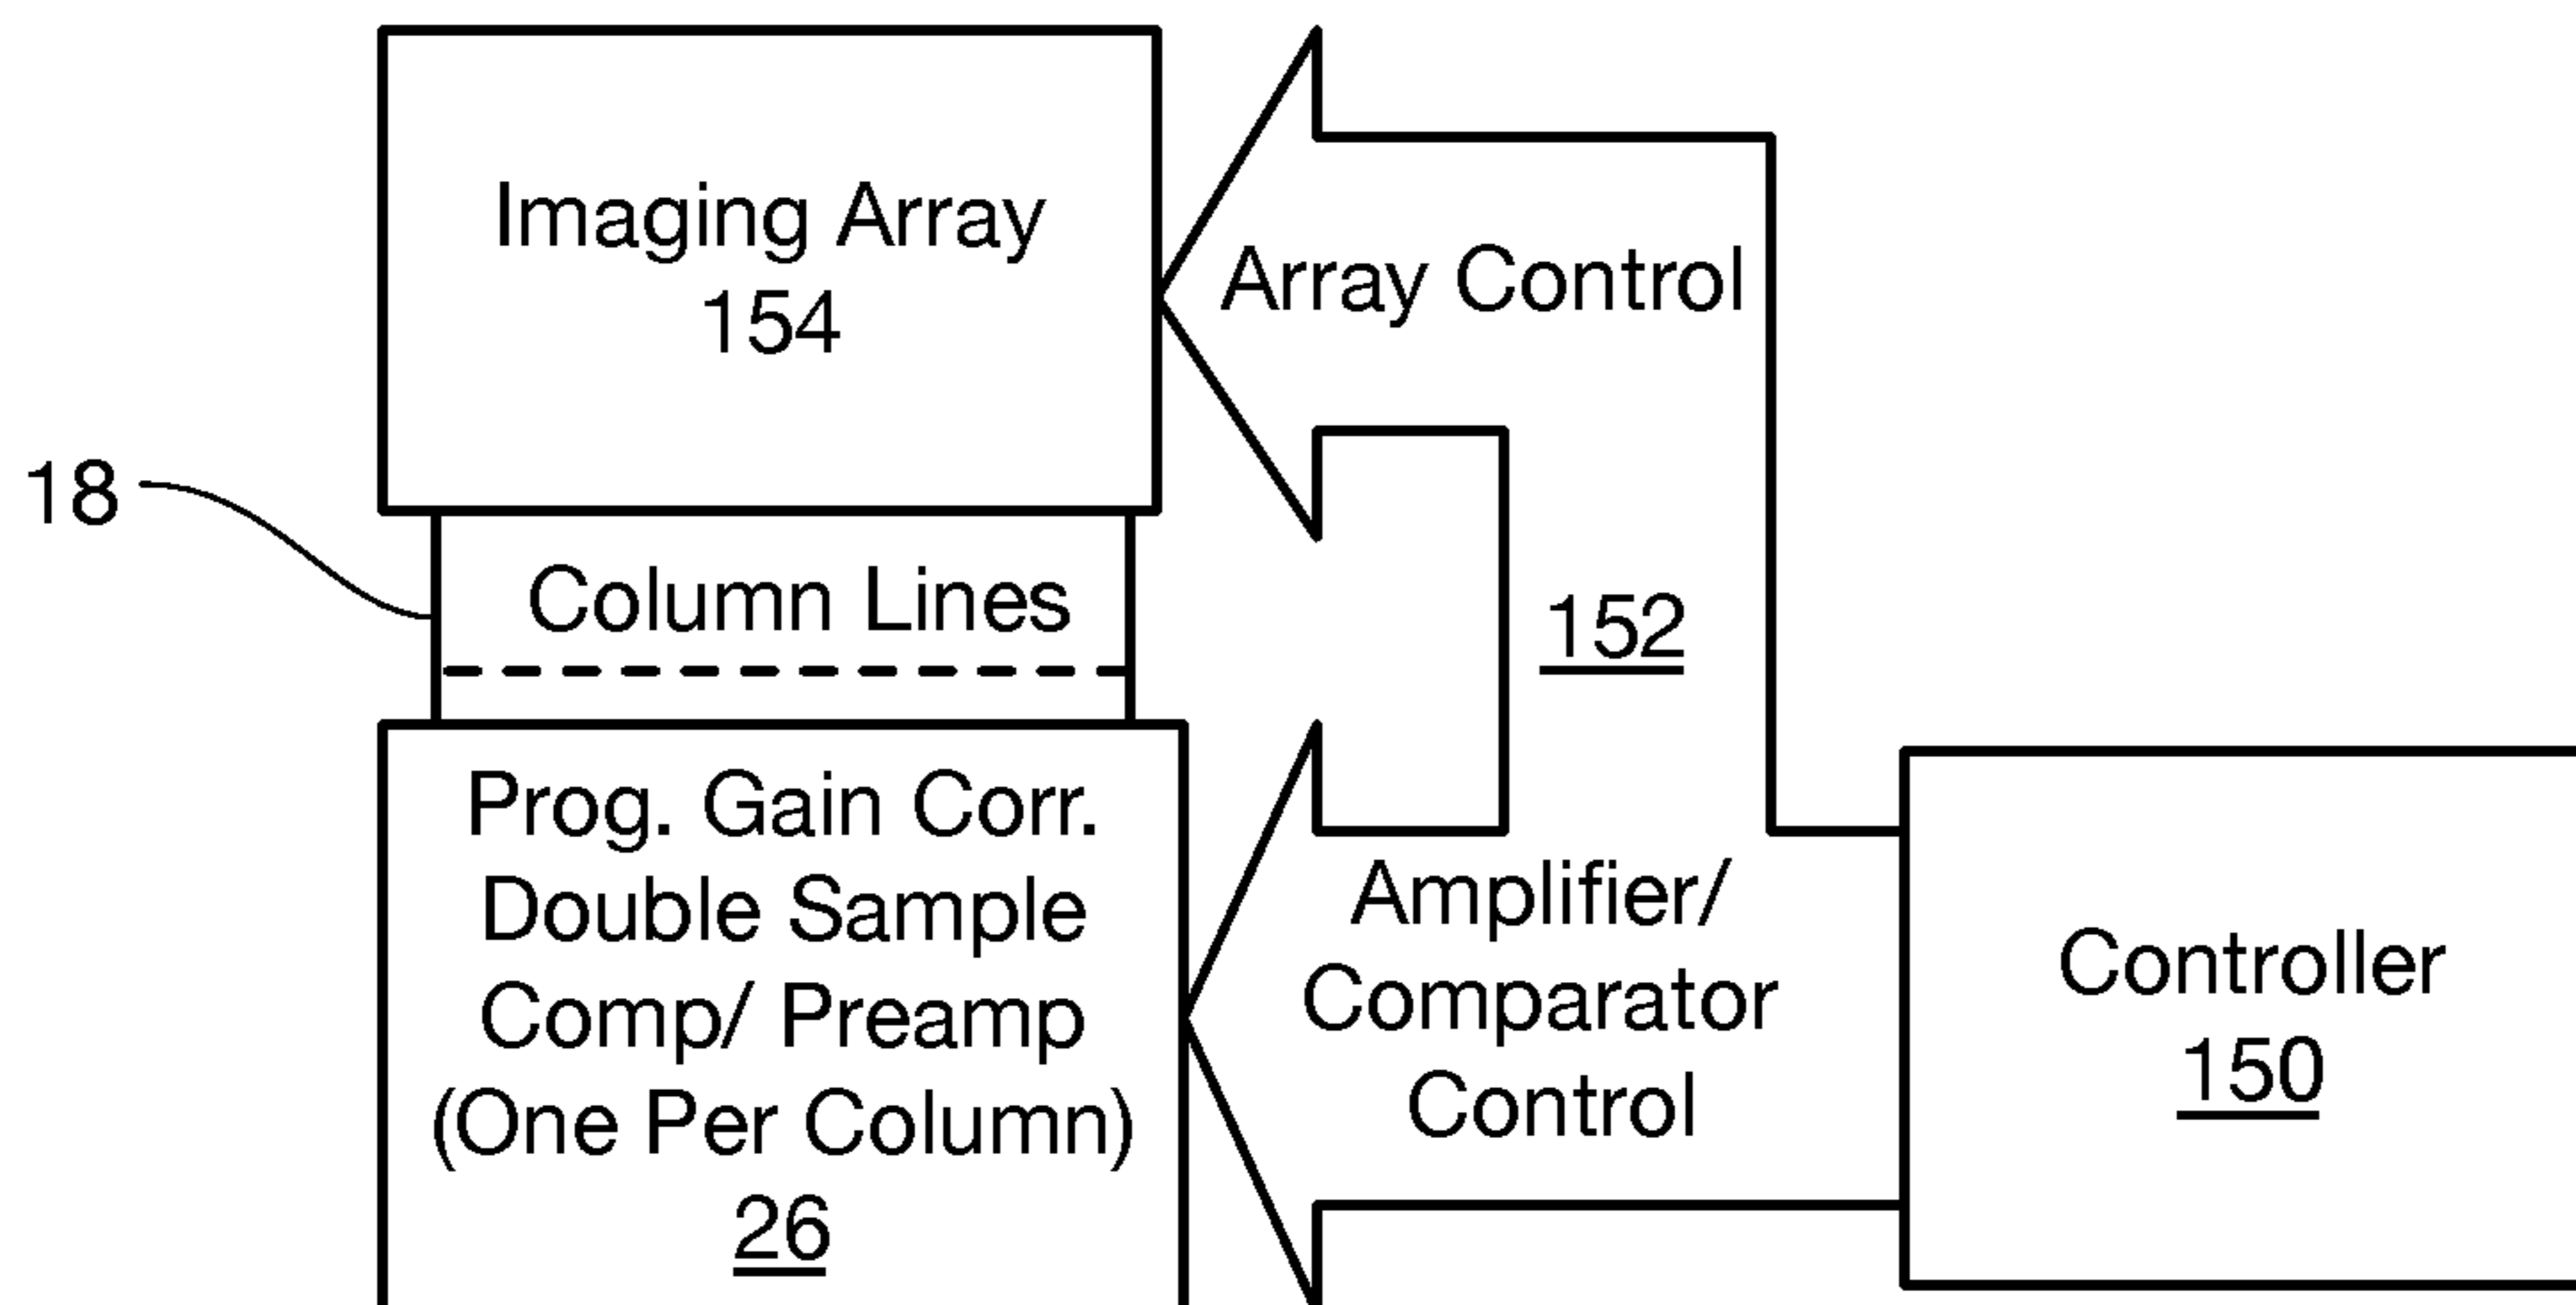 Imaging Array
154
Array Control
18
Column Lines
152
Prog. Gain Corr.
Double Sample
Comp/ Preamp
(One Per Column)
26
Amplifier/
Comparator
Control
Controller
150